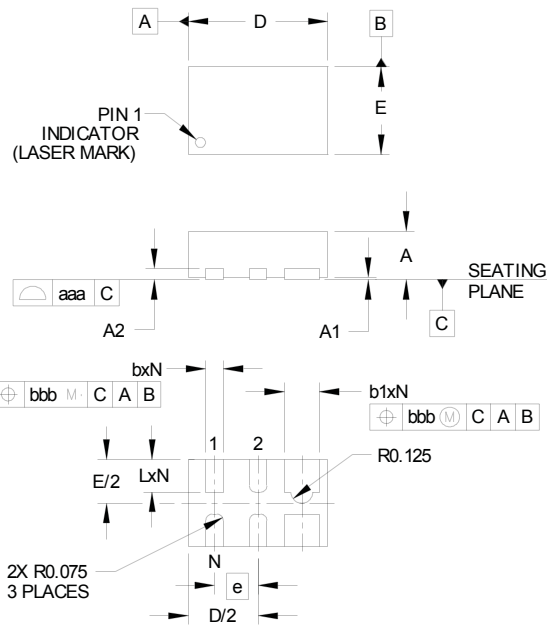 A
D
B
E
PIN 1
INDICATOR
(LASER MARK)
A
SEATING
PLANE
aaa C
A2
A1
C
bxN
b1xN
bbb M C A B
bbb M C A B
1 2
R0.125
E/2
LxN
2X R0.075
3 PLACES
N
e
D/2